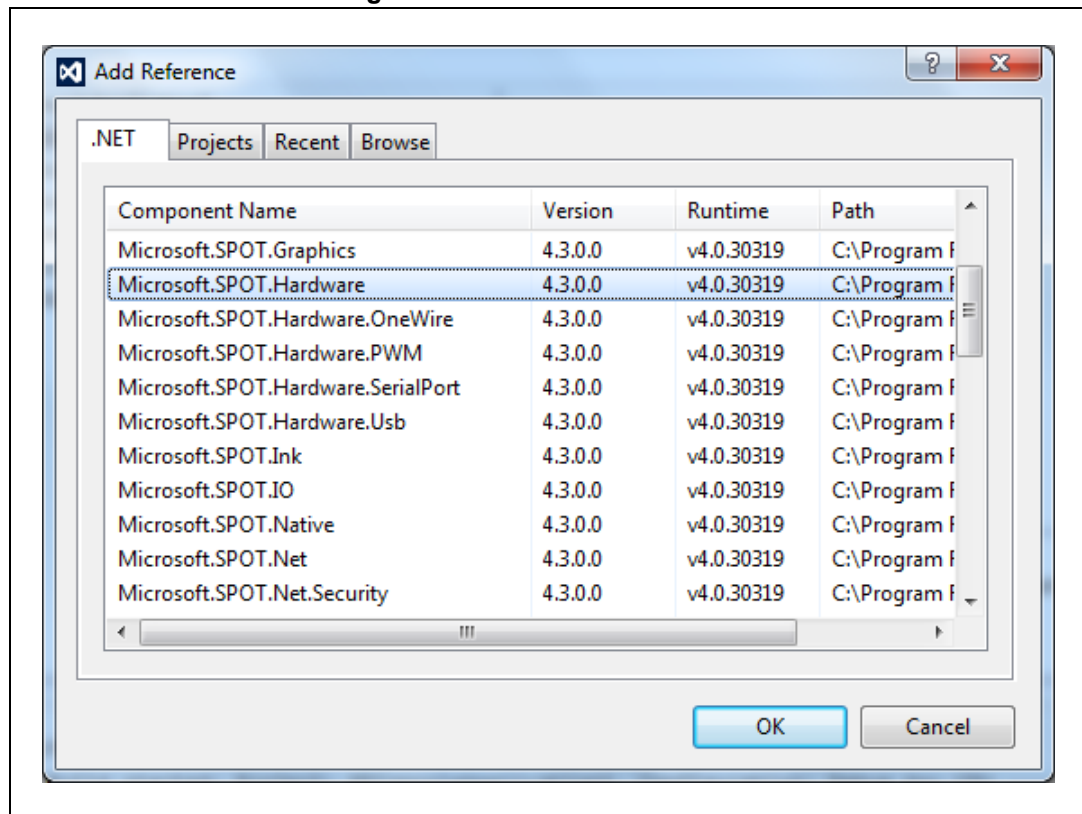 Add Reference
.NET Projects Recent Browse
Component Name Version Runtime Path
Microsoft.SPOT.Graphics 4.3.0.0 v4.0.30319 C:\Program F
Microsoft.SPOT.Hardware 4.3.0.0 v4.0.30319 C:\Program F
Microsoft.SPOT.Hardware.OneWire 4.3.0.0 v4.0.30319 C:\Program F
Microsoft.SPOT.Hardware.PWM 4.3.0.0 v4.0.30319 C:\Program F
Microsoft.SPOT.Hardware.SerialPort 4.3.0.0 v4.0.30319 C:\Program F
Microsoft.SPOT.Hardware.Usb 4.3.0.0 v4.0.30319 C:\Program F
Microsoft.SPOT.Ink 4.3.0.0 v4.0.30319 C:\Program F
Microsoft.SPOT.IO 4.3.0.0 v4.0.30319 C:\Program F
Microsoft.SPOT.Native 4.3.0.0 v4.0.30319 C:\Program F
Microsoft.SPOT.Net 4.3.0.0 v4.0.30319 C:\Program F
Microsoft.SPOT.Net.Security 4.3.0.0 v4.0.30319 C:\Program F
OK Cancel